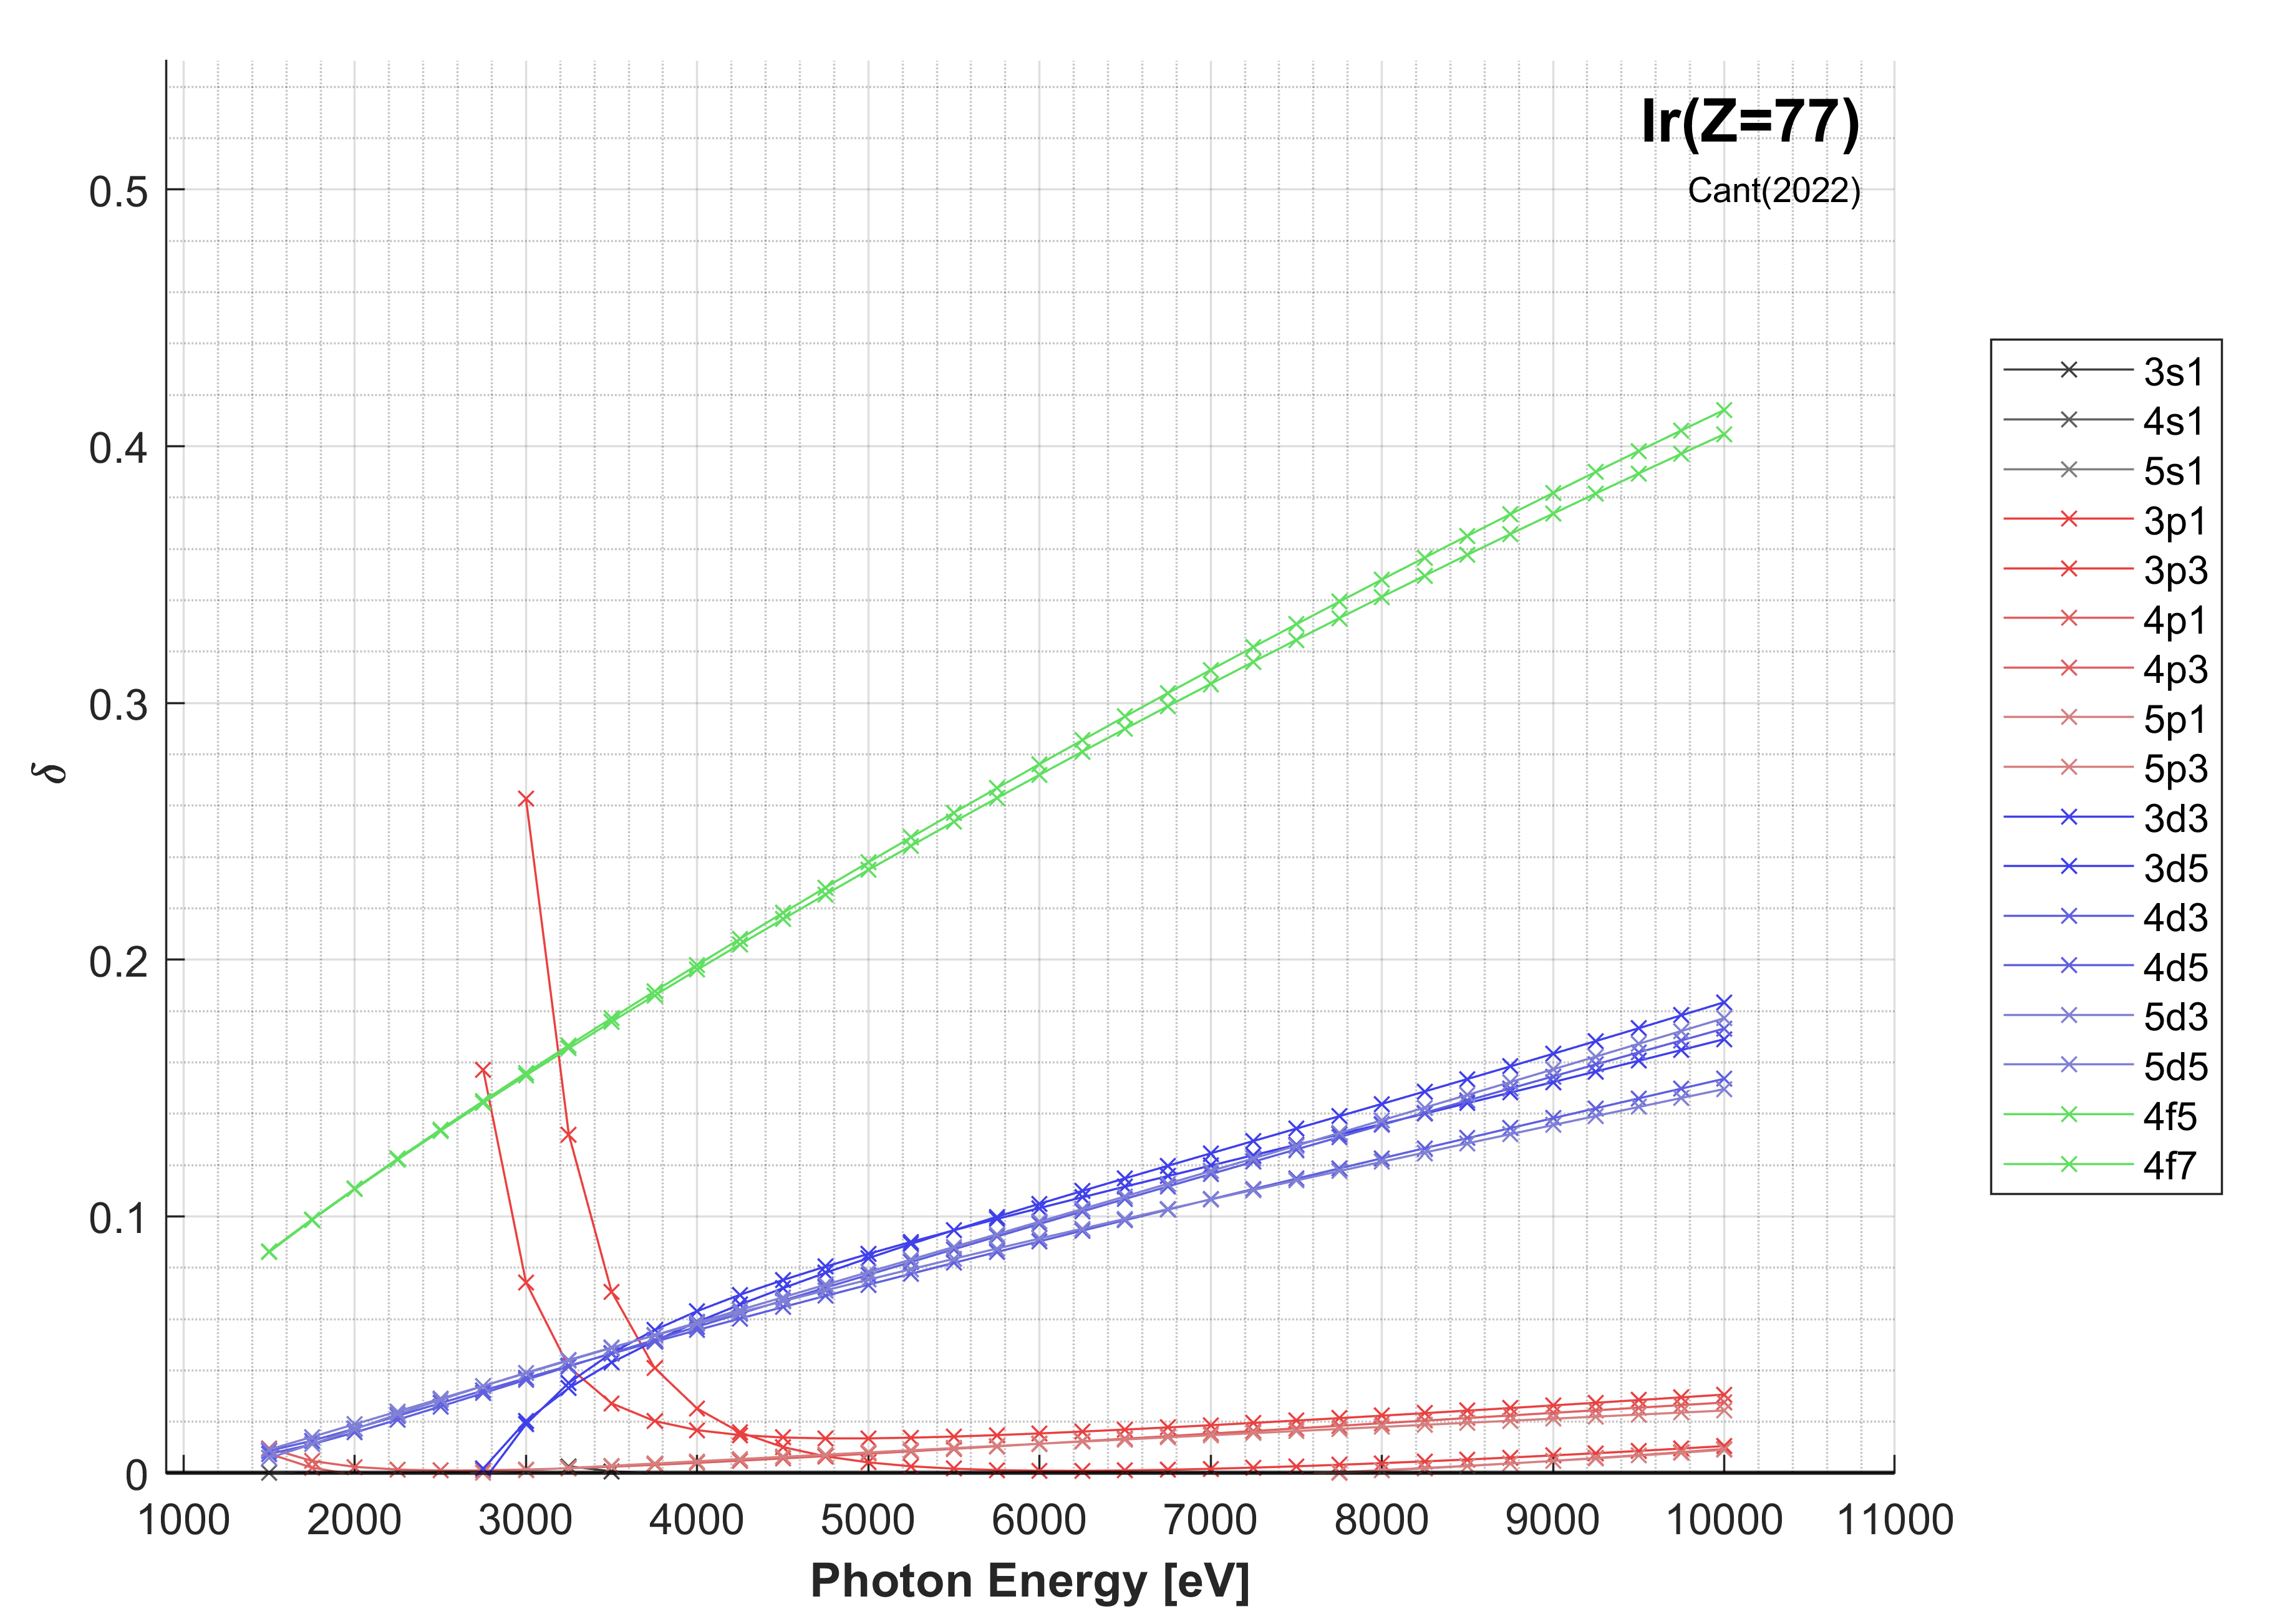 Ir(Z=77)
Cant(2022)
0.5
0.4
0.3
0.2
0.1
0
δ
1000 2000 3000 4000 5000 6000 7000 8000 9000 10000 11000
Photon Energy [eV]
3s1
4s1
5s1
3p1
3p3
4p1
4p3
5p1
5p3
3d3
3d5
4d3
4d5
5d3
5d5
4f5
4f7